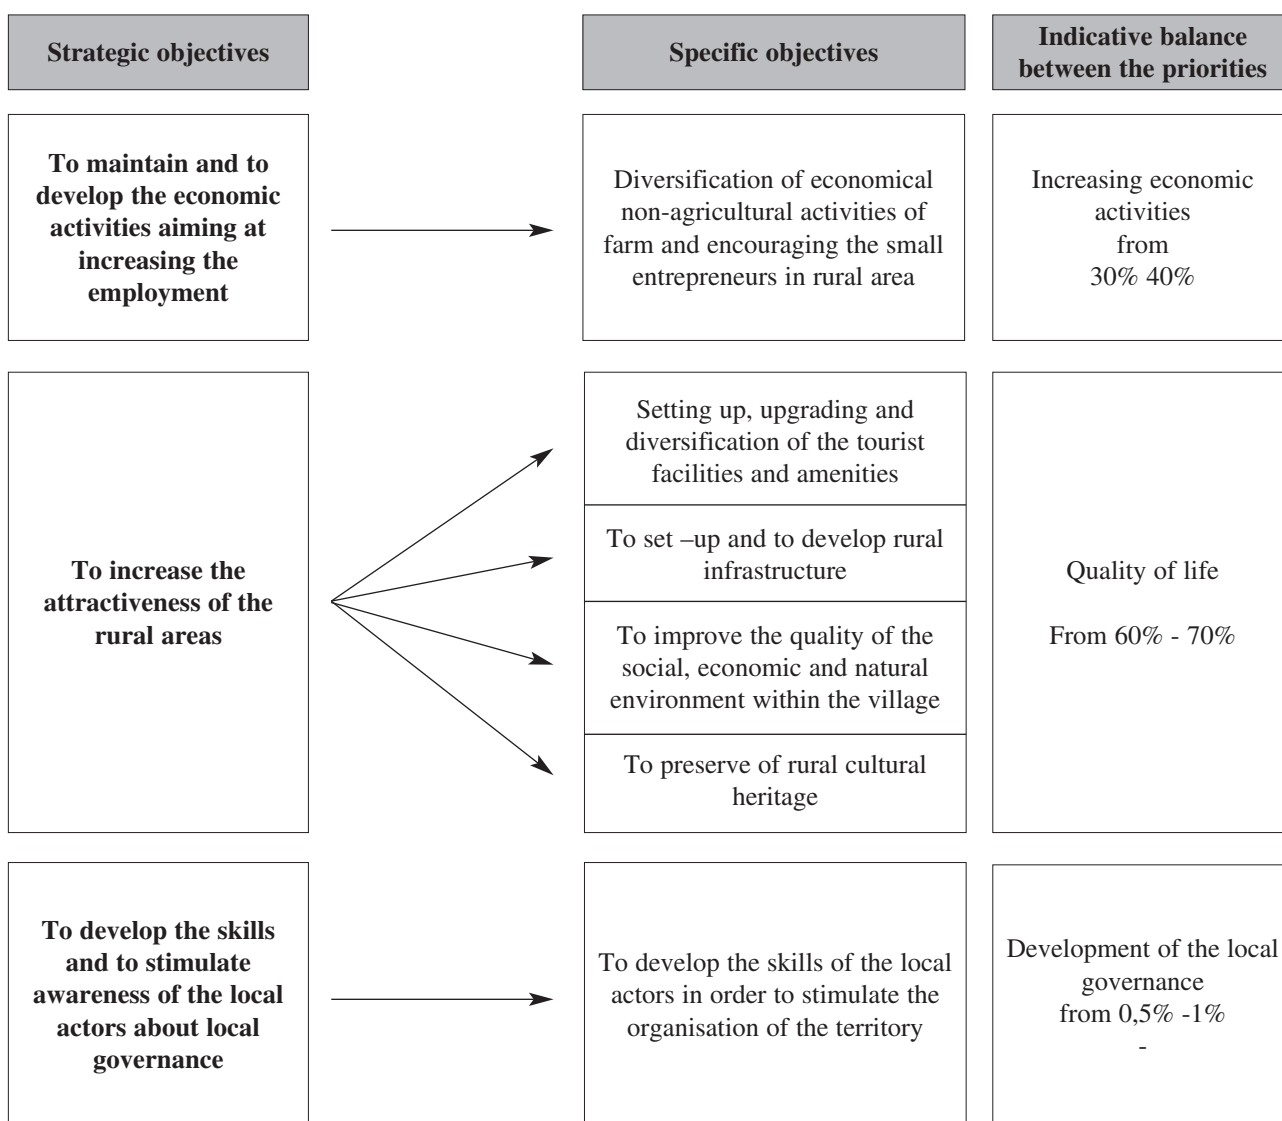 Strategic objectives
Specific objectives
Indicative balance
between the priorities
To maintain and to
develop the economic
activities aiming at
increasing the
employment
Diversification of economical
non-agricultural activities of
farm and encouraging the small
entrepreneurs in rural area
Increasing economic
activities
from
30% 40%
To increase the
attractiveness of the
rural areas
Setting up, upgrading and
diversification of the tourist
facilities and amenities
To set –up and to develop rural
infrastructure
To improve the quality of the
social, economic and natural
environment within the village
To preserve of rural cultural
heritage
Quality of life
From 60% - 70%
To develop the skills
and to stimulate
awareness of the local
actors about local
governance
To develop the skills of the local
actors in order to stimulate the
organisation of the territory
Development of the local
governance
from 0,5% -1%
-